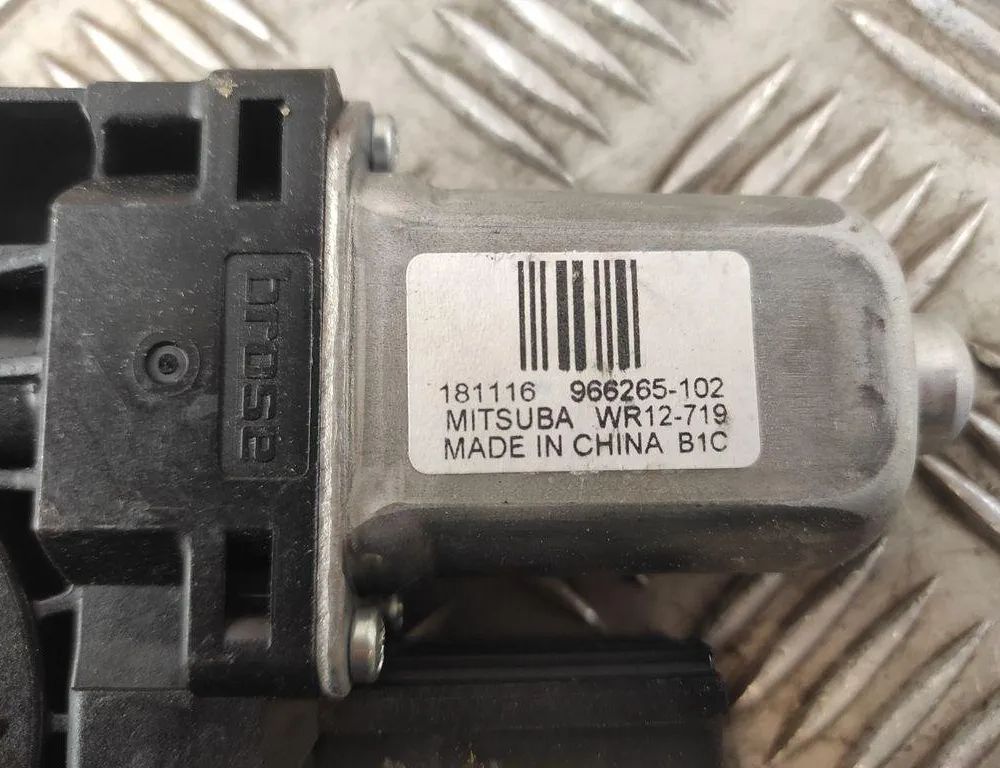 brose
181116 966265-102
MITSUBA WR12-719
MADE IN CHINA B1C